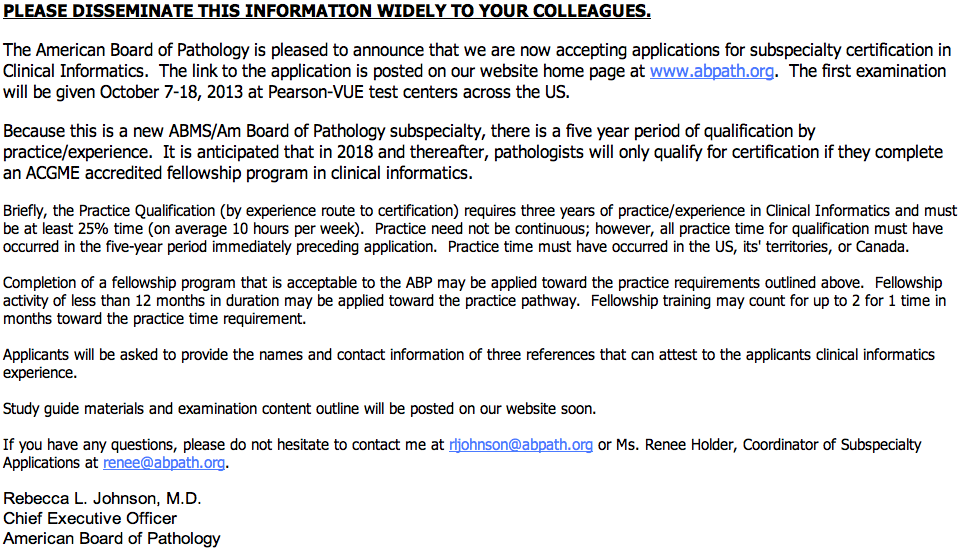 PLEASE DISSEMINATE THIS INFORMATION WIDELY TO YOUR COLLEAGUES.
The American Board of Pathology is pleased to announce that we are now accepting applications for subspecialty certification in
Clinical Informatics.  The link to the application is posted on our website home page at www.abpath.org.  The first examination
will be given October 7-18, 2013 at Pearson-VUE test centers across the US.
Because this is a new ABMS/Am Board of Pathology subspecialty, there is a five year period of qualification by
practice/experience.  It is anticipated that in 2018 and thereafter, pathologists will only qualify for certification if they complete
an ACGME accredited fellowship program in clinical informatics.
Briefly, the Practice Qualification (by experience route to certification) requires three years of practice/experience in Clinical Informatics and must
be at least 25% time (on average 10 hours per week).  Practice need not be continuous; however, all practice time for qualification must have
occurred in the five-year period immediately preceding application.  Practice time must have occurred in the US, its' territories, or Canada.
Completion of a fellowship program that is acceptable to the ABP may be applied toward the practice requirements outlined above.  Fellowship
activity of less than 12 months in duration may be applied toward the practice pathway.  Fellowship training may count for up to 2 for 1 time in
months toward the practice time requirement.
Applicants will be asked to provide the names and contact information of three references that can attest to the applicants clinical informatics
experience.
Study guide materials and examination content outline will be posted on our website soon.
If you have any questions, please do not hesitate to contact me at rljohnson@abpath.org or Ms. Renee Holder, Coordinator of Subspecialty
Applications at renee@abpath.org.
Rebecca L. Johnson, M.D.
Chief Executive Officer
American Board of Pathology